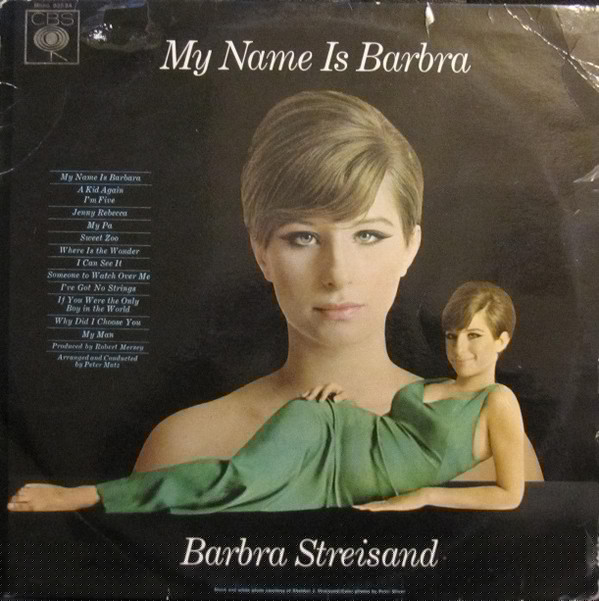 CBS
My Name Is Barbra
My Name Is Barbara
A Kid Again
I'm Five
Jenny Rebecca
My Pa
Sweet Zoo
Where Is the Wonder
I Can See It
Someone to Watch Over Me
I've Got No Strings
If You Were the Only
Boy in the World
Why Did I Choose You
My Man
Produced by Robert Mersey
Arranged and Conducted
by Peter Matz
Barbra Streisand